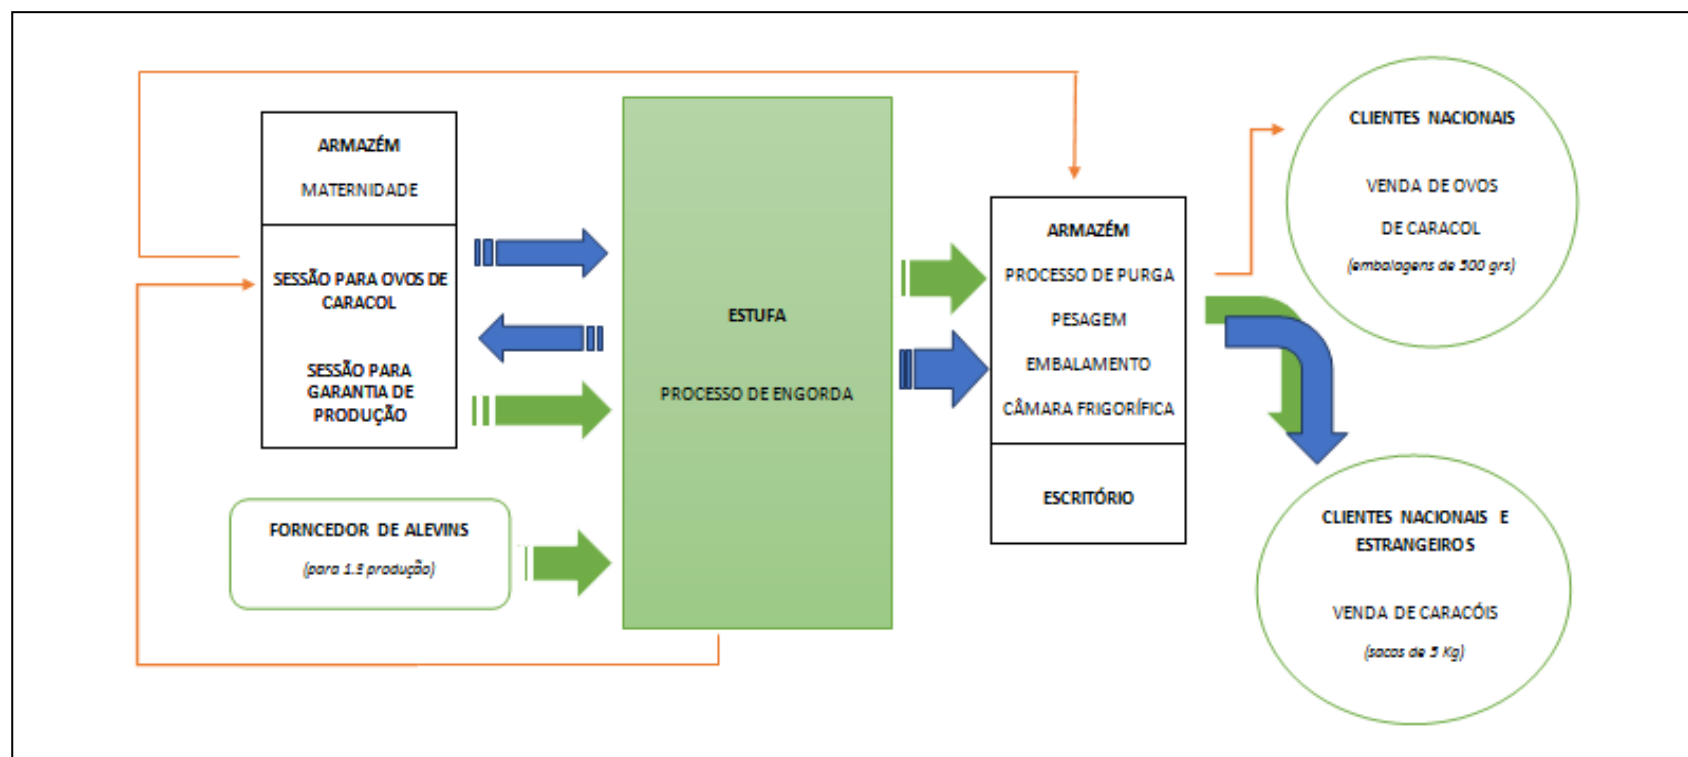 ARMAZÉM
MATERNIDADE
SESSÃO PARA OVOS DE
CARACOL
SESSÃO PARA
GARANTIA DE
PRODUÇÃO
FORNCEDOR DE ALEVINS
(para 1.ª produção)
ESTUFA
PROCESSO DE ENGORDA
ARMAZÉM
PROCESSO DE PURGA
PESAGEM
EMBALAMENTO
CÂMARA FRIGORÍFICA
ESCRITÓRIO
CLIENTES NACIONAIS
VENDA DE OVOS
DE CARACOL
(embalagens de 500 grs)
CLIENTES NACIONAIS E
ESTRANGEIROS
VENDA DE CARACÓIS
(sacos de 5 Kg)